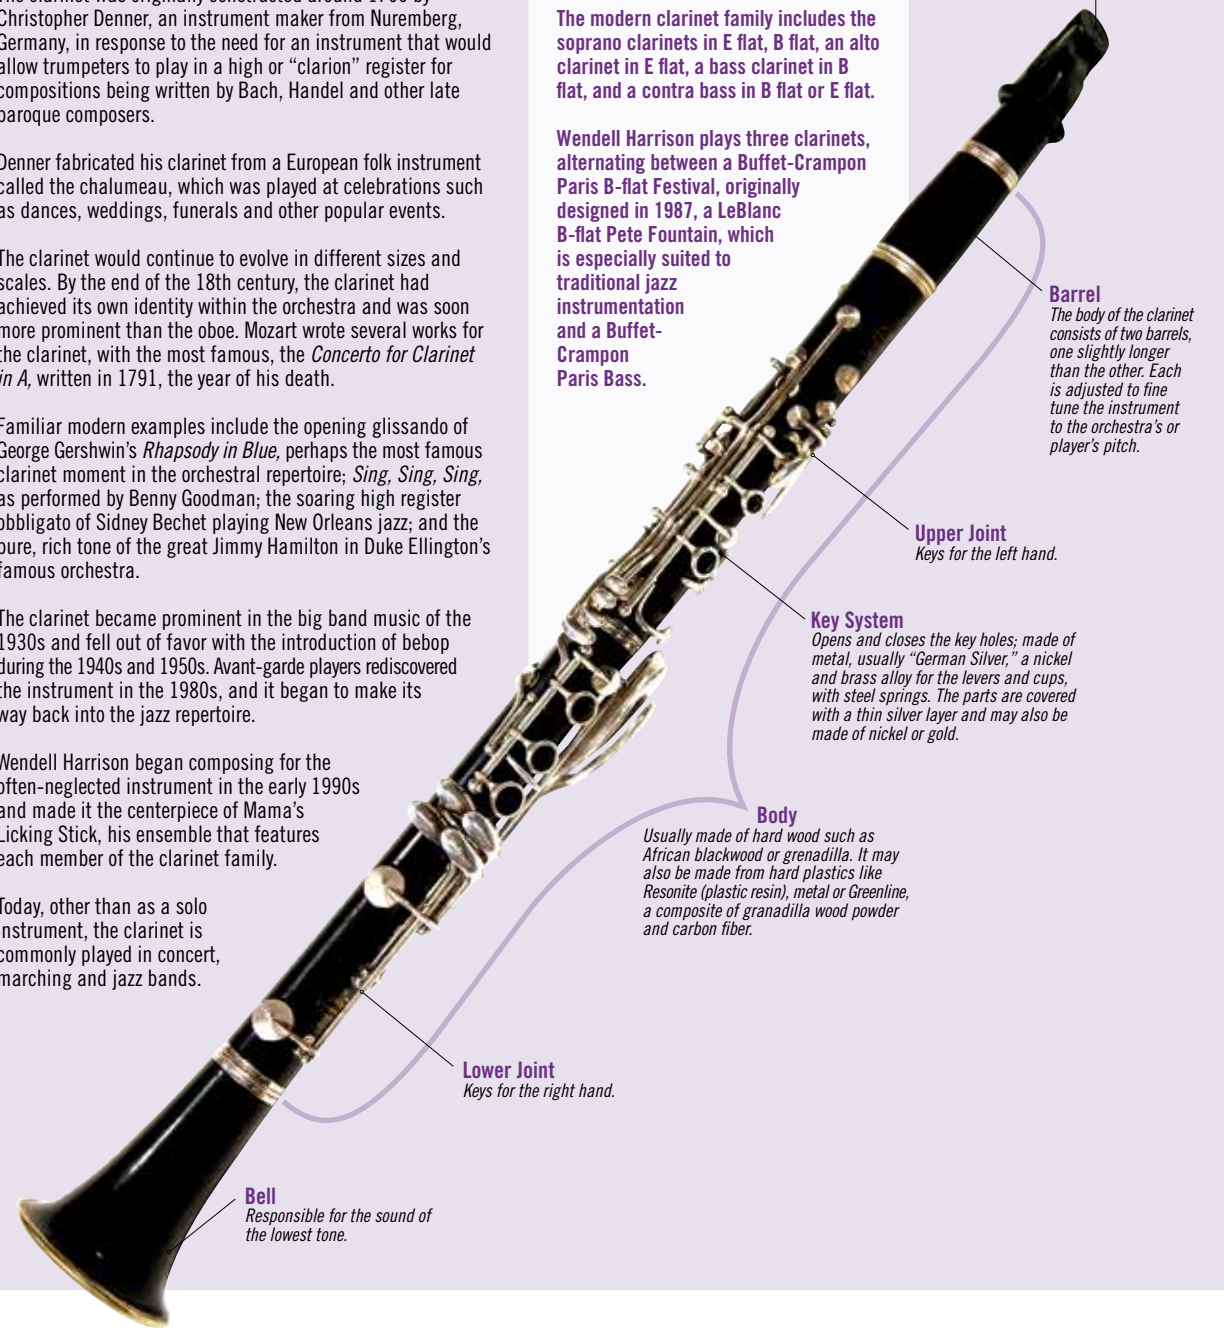 Christopher Denner, an instrument maker from Nuremberg,
Germany, in response to the need for an instrument that would
allow trumpeters to play in a high or “clarion” register for
compositions being written by Bach, Handel and other late
baroque composers.
Denner fabricated his clarinet from a European folk instrument
called the chalumeau, which was played at celebrations such
as dances, weddings, funerals and other popular events.
The clarinet would continue to evolve in different sizes and
scales. By the end of the 18th century, the clarinet had
achieved its own identity within the orchestra and was soon
more prominent than the oboe. Mozart wrote several works for
the clarinet, with the most famous, the Concerto for Clarinet
in A, written in 1791, the year of his death.
Familiar modern examples include the opening glissando of
George Gershwin’s Rhapsody in Blue, perhaps the most famous
clarinet moment in the orchestral repertoire; Sing, Sing, Sing,
as performed by Benny Goodman; the soaring high register
obbligato of Sidney Bechet playing New Orleans jazz; and the
pure, rich tone of the great Jimmy Hamilton in Duke Ellington’s
famous orchestra.
The clarinet became prominent in the big band music of the
1930s and fell out of favor with the introduction of bebop
during the 1940s and 1950s. Avant-garde players rediscovered
the instrument in the 1980s, and it began to make its
way back into the jazz repertoire.
Wendell Harrison began composing for the
often-neglected instrument in the early 1990s
and made it the centerpiece of Mama’s
Licking Stick, his ensemble that features
each member of the clarinet family.
Today, other than as a solo
instrument, the clarinet is
commonly played in concert,
marching and jazz bands.
The modern clarinet family includes the
soprano clarinets in E flat, B flat, an alto
clarinet in E flat, a bass clarinet in B
flat, and a contra bass in B flat or E flat.
Wendell Harrison plays three clarinets,
alternating between a Buffet-Crampon
Paris B-flat Festival, originally
designed in 1987, a LeBlanc
B-flat Pete Fountain, which
is especially suited to
traditional jazz
instrumentation
and a Buffet-
Crampon
Paris Bass.
Barrel
The body of the clarinet
consists of two barrels,
one slightly longer
than the other. Each
is adjusted to fine
tune the instrument
to the orchestra’s or
player’s pitch.
Upper Joint
Keys for the left hand.
Key System
Opens and closes the key holes; made of
metal, usually “German Silver,” a nickel
and brass alloy for the levers and cups,
with steel springs. The parts are covered
with a thin silver layer and may also be
made of nickel or gold.
Body
Usually made of hard wood such as
African blackwood or grenadilla. It may
also be made from hard plastics like
Resonite (plastic resin), metal or Greenline,
a composite of granadilla wood powder
and carbon fiber.
Lower Joint
Keys for the right hand.
Bell
Responsible for the sound of
the lowest tone.